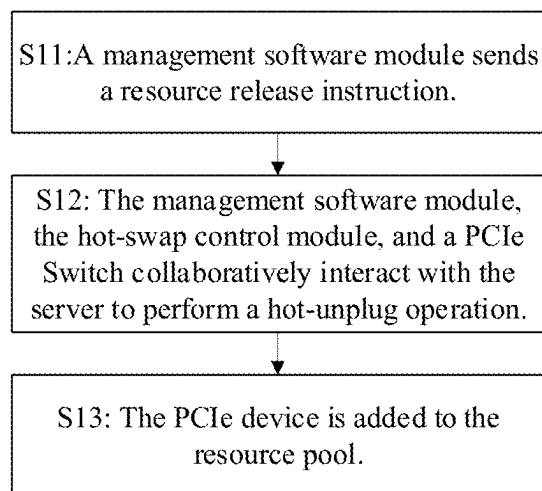 S11:A management software module sends
a resource release instruction.
S12: The management software module,
the hot-swap control module, and a PCIe
Switch collaboratively interact with the
server to perform a hot-unplug operation.
S13: The PCIe device is added to the
resource pool.